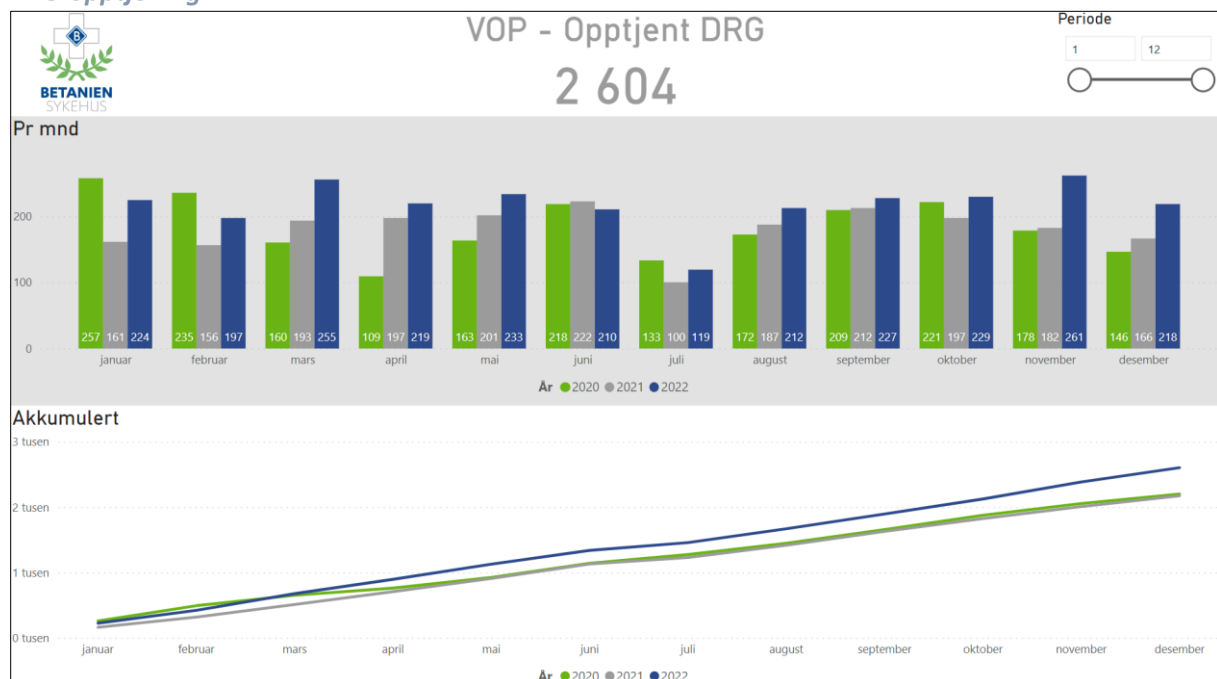 VOP - Opptjent DRG
2 604
B
BETANIEN
SYKEHUS
Periode
1 12
Pr mnd
200
100
0
257 161 224 235 156 197 160 193 255 109 197 219 163 201 233 218 222 210 133 100 119 172 187 212 209 212 227 221 197 229 178 182 261 146 166 218
januar februar mars april mai juni juli august september oktober november desember
År 2020 2021 2022
Akkumulert
3 tusen
2 tusen
1 tusen
0 tusen
januar februar mars april mai juni juli august september oktober november desember
År 2020 2021 2022